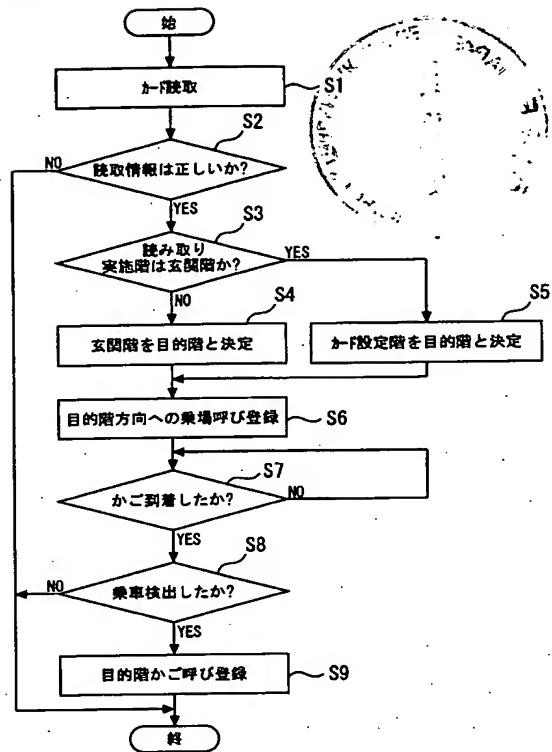 始
カード読取
S1
S2
読取情報は正しいか?
NO
YES
S3
読み取り
実施階は玄関階か?
YES
NO
S4
玄関階を目的階と決定
S5
カード設定階を目的階と決定
目的階方向への乗場呼び登録
S6
S7
かご到着したか?
NO
YES
S8
乗車検出したか?
NO
YES
目的階かご呼び登録
S9
終